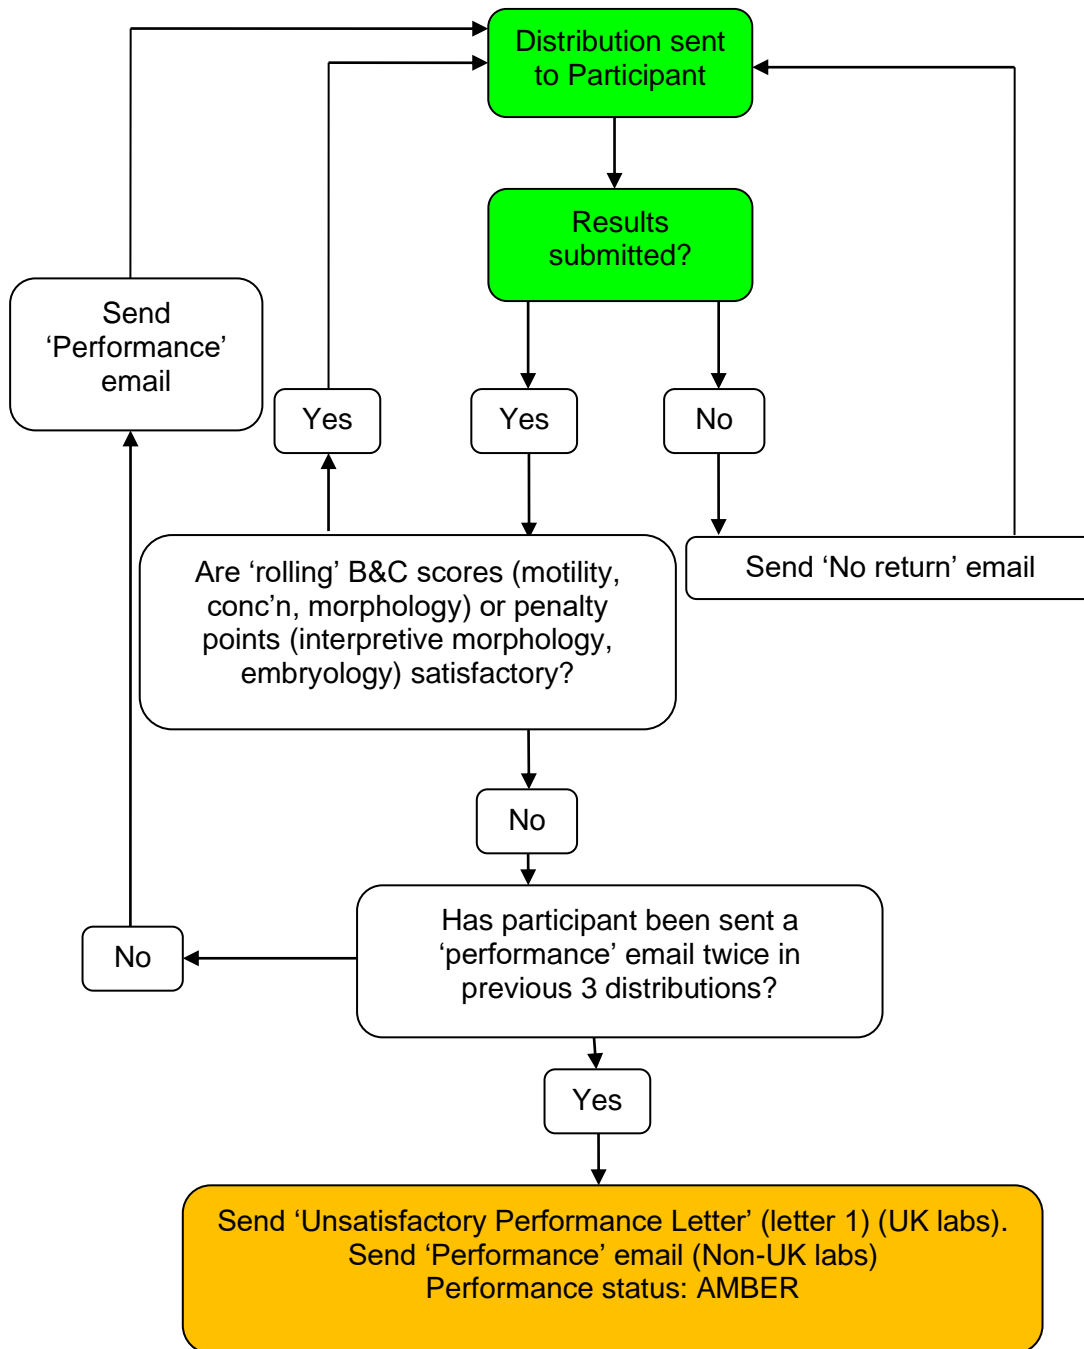 Distribution sent
to Participant
Results
submitted?
Send
‘Performance’
email
Yes
Yes
No
Are ‘rolling’ B&C scores (motility,
conc’n, morphology) or penalty
points (interpretive morphology,
embryology) satisfactory?
Send ‘No return’ email
No
Has participant been sent a
‘performance’ email twice in
previous 3 distributions?
No
Yes
Send ‘Unsatisfactory Performance Letter’ (letter 1) (UK labs).
Send ‘Performance’ email (Non-UK labs)
Performance status: AMBER